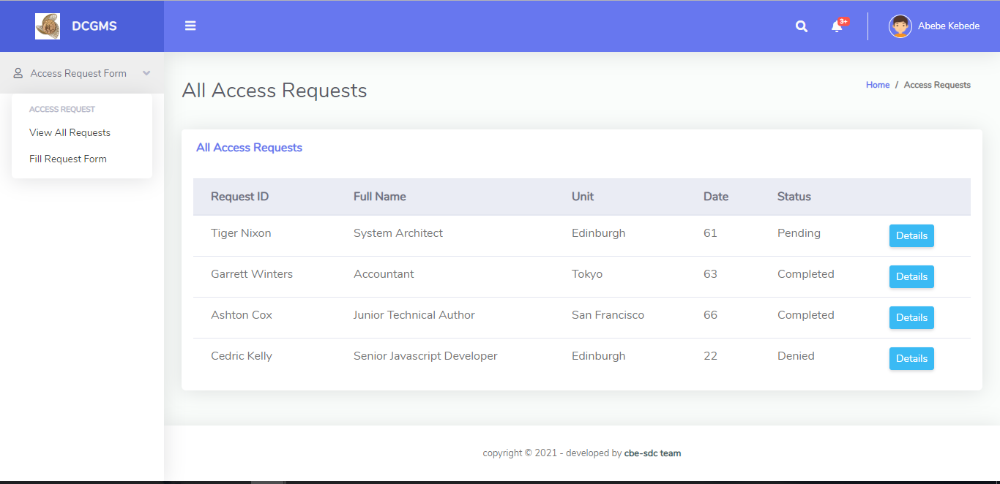 DCGMS
3+
Abebe Kebede
Access Request Form
ACCESS REQUEST
View All Requests
Fill Request Form
All Access Requests
Home / Access Requests
All Access Requests
Request ID Full Name Unit Date Status
Tiger Nixon System Architect Edinburgh 61 Pending Details
Garrett Winters Accountant Tokyo 63 Completed Details
Ashton Cox Junior Technical Author San Francisco 66 Completed Details
Cedric Kelly Senior Javascript Developer Edinburgh 22 Denied Details
copyright © 2021 - developed by cbe-sdc team